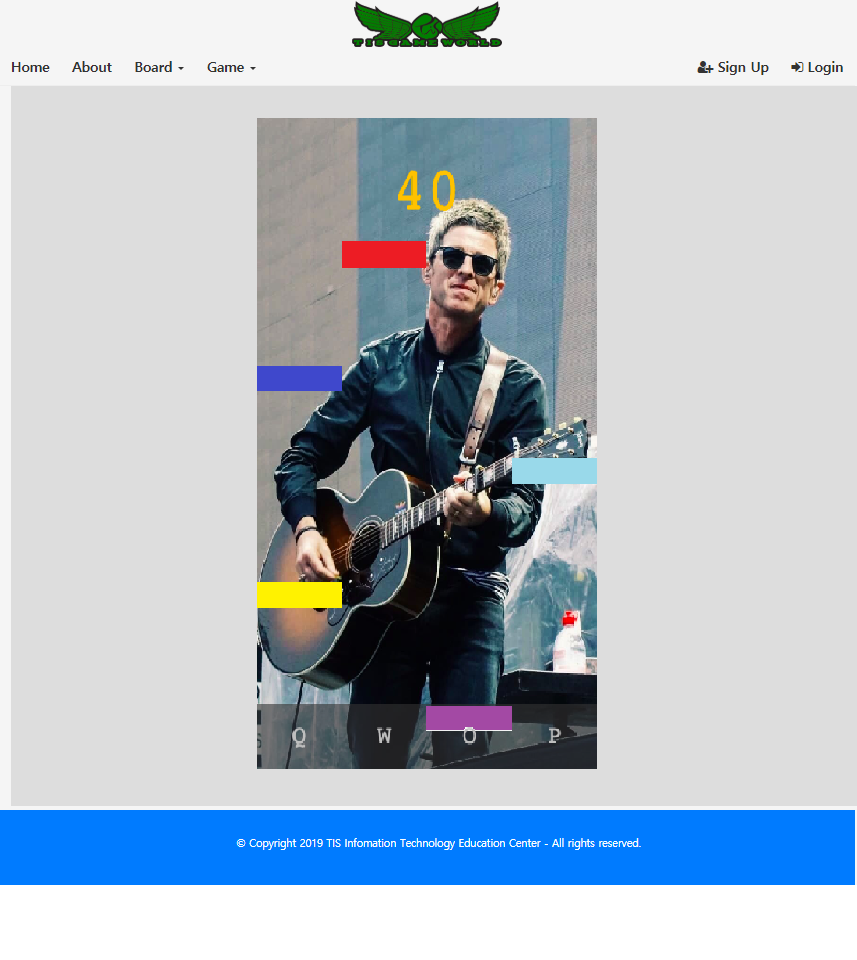 TIS GAME WORLD
Home About Board Game Sign Up Login
40
Q W O P
© Copyright 2019 TIS Infomation Technology Education Center - All rights reserved.